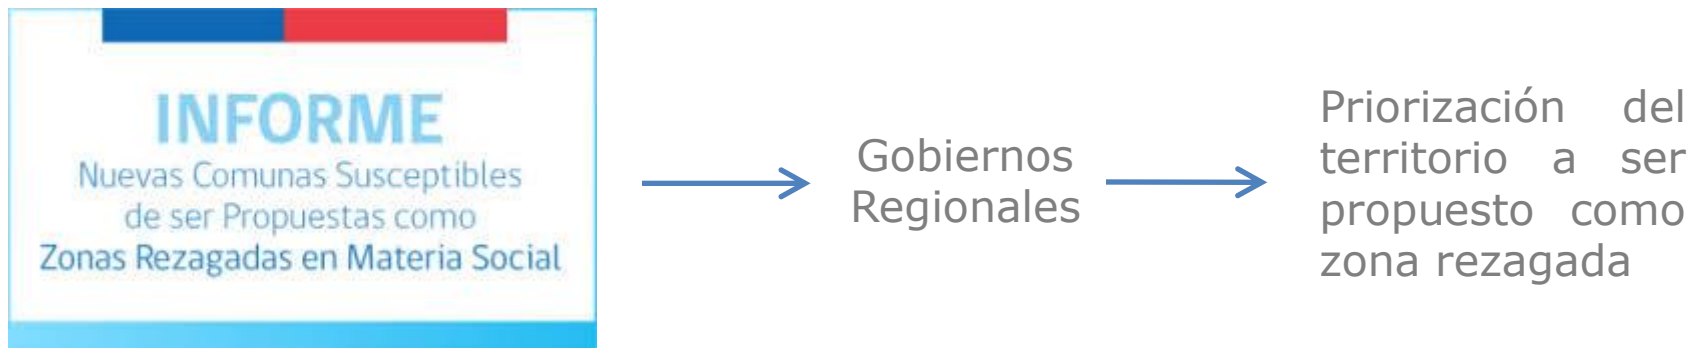 INFORME
Nuevas Comunas Susceptibles
de ser Propuestas como
Zonas Rezagadas en Materia Social
Gobiernos
Regionales
Priorización del
territorio a ser
propuesto como
zona rezagada